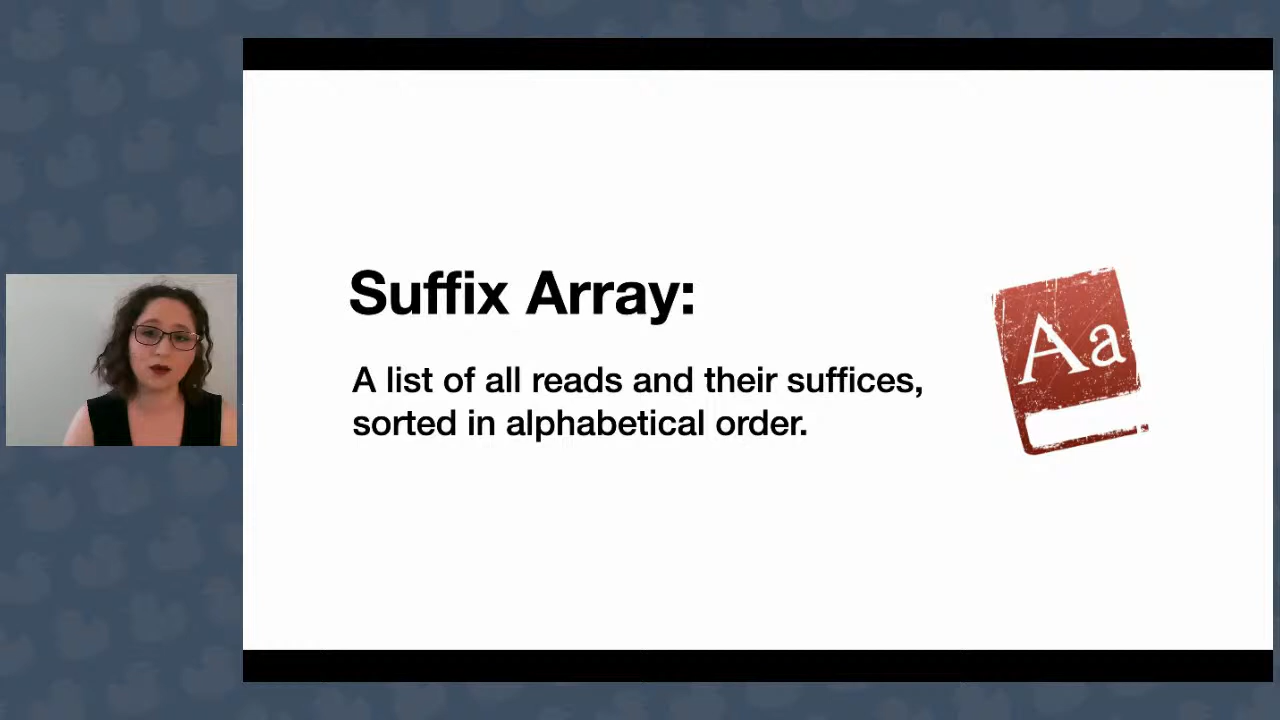 Suffix Array:
A list of all reads and their suffices,
sorted in alphabetical order.
Aa